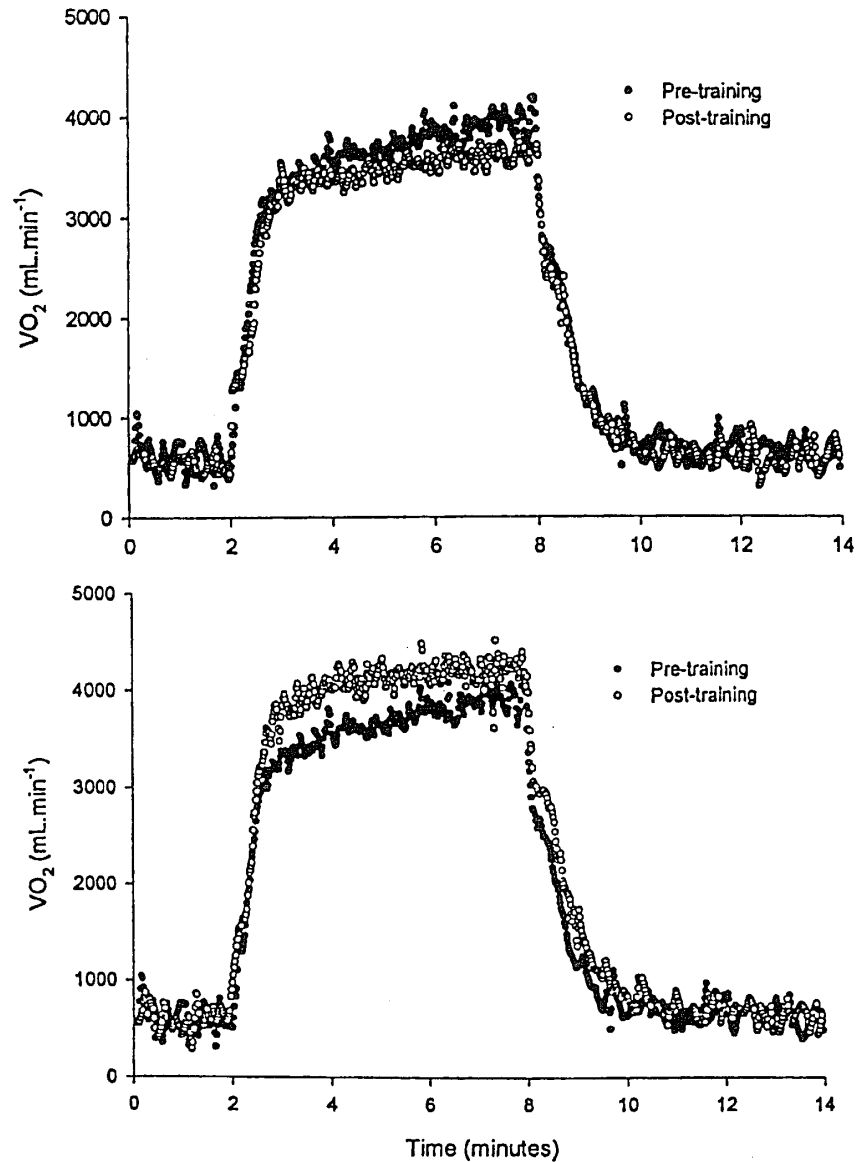 5000
4000
3000
2000
1000
0
VO2 (mL.min-1)
Pre-training
Post-training
0 2 4 6 8 10 12 14
5000
4000
3000
2000
1000
0
VO2 (mL.min-1)
Pre-training
Post-training
0 2 4 6 8 10 12 14
Time (minutes)